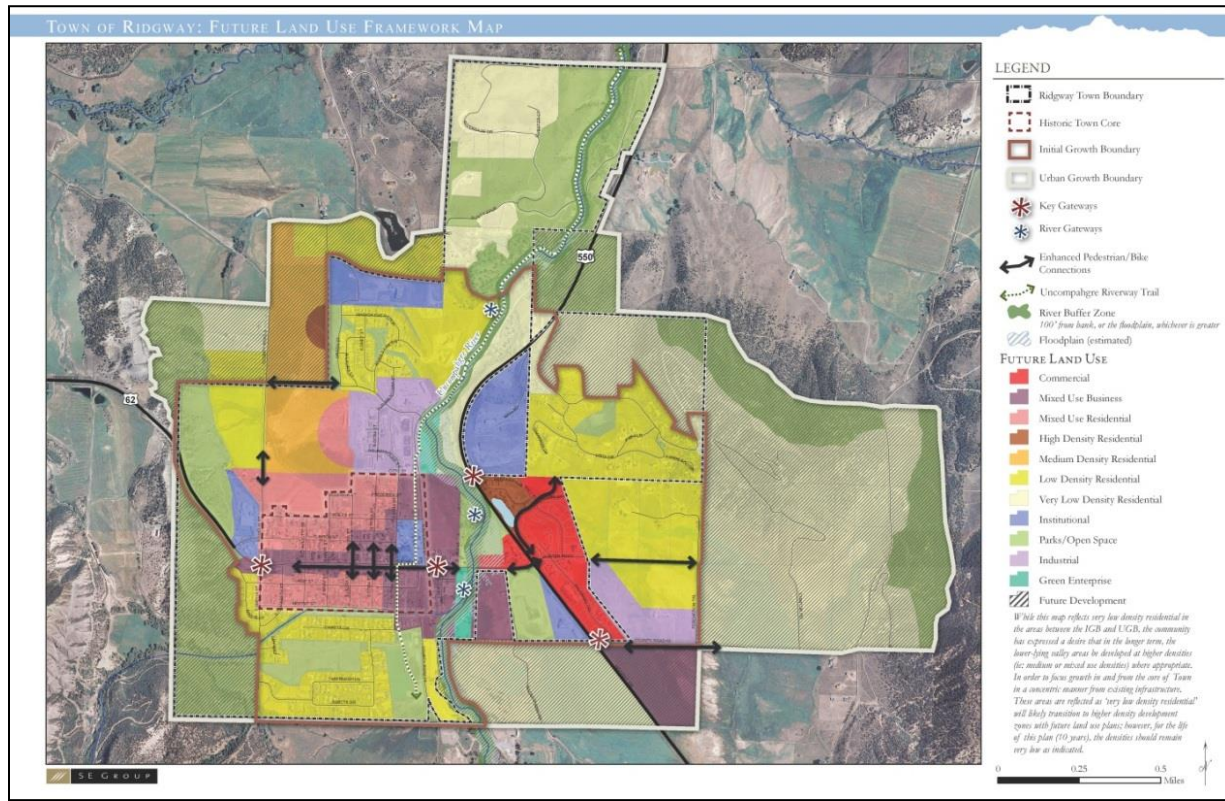 TOWN OF RIDGWAY: FUTURE LAND USE FRAMEWORK MAP
550
62
Uncompahgre River
SE GROUP
LEGEND
Ridgway Town Boundary
Historic Town Core
Initial Growth Boundary
Urban Growth Boundary
Key Gateways
River Gateways
Enhanced Pedestrian/Bike
Connections
Uncompahgre Riverway Trail
River Buffer Zone
100' from bank, or the floodplain, whichever is greater
Floodplain (estimated)
FUTURE LAND USE
Commercial
Mixed Use Business
Mixed Use Residential
High Density Residential
Medium Density Residential
Low Density Residential
Very Low Density Residential
Institutional
Parks/Open Space
Industrial
Green Enterprise
Future Development
While this map reflects very low density residential in
the areas between the IGB and UGB, the community
has expressed a desire that in the longer term, the
lower-lying valley areas be developed at higher densities
(ie: medium or mixed use densities) where appropriate.
In order to focus growth in and from the core of Town
in a concentric manner from existing infrastructure.
These areas are reflected as 'very low density residential'
will likely transition to higher density development
zones with future land use plans; however, for the life
of this plan (10 years), the densities should remain
very low as indicated.
0 0.25 0.5
Miles
N